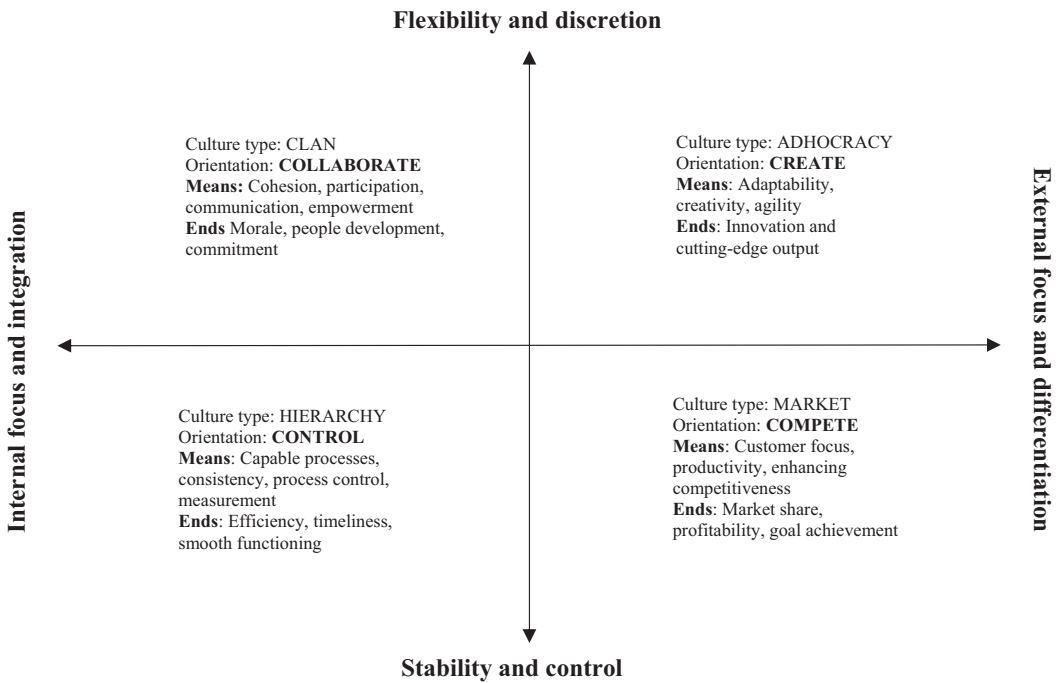 Flexibility and discretion
Culture type: CLAN
Orientation: COLLABORATE
Means: Cohesion, participation,
communication, empowerment
Ends Morale, people development,
commitment
Culture type: ADHOCRACY
Orientation: CREATE
Means: Adaptability,
creativity, agility
Ends: Innovation and
cutting-edge output
Internal focus and integration
External focus and differentiation
Culture type: HIERARCHY
Orientation: CONTROL
Means: Capable processes,
consistency, process control,
measurement
Ends: Efficiency, timeliness,
smooth functioning
Culture type: MARKET
Orientation: COMPETE
Means: Customer focus,
productivity, enhancing
competitiveness
Ends: Market share,
profitability, goal achievement
Stability and control